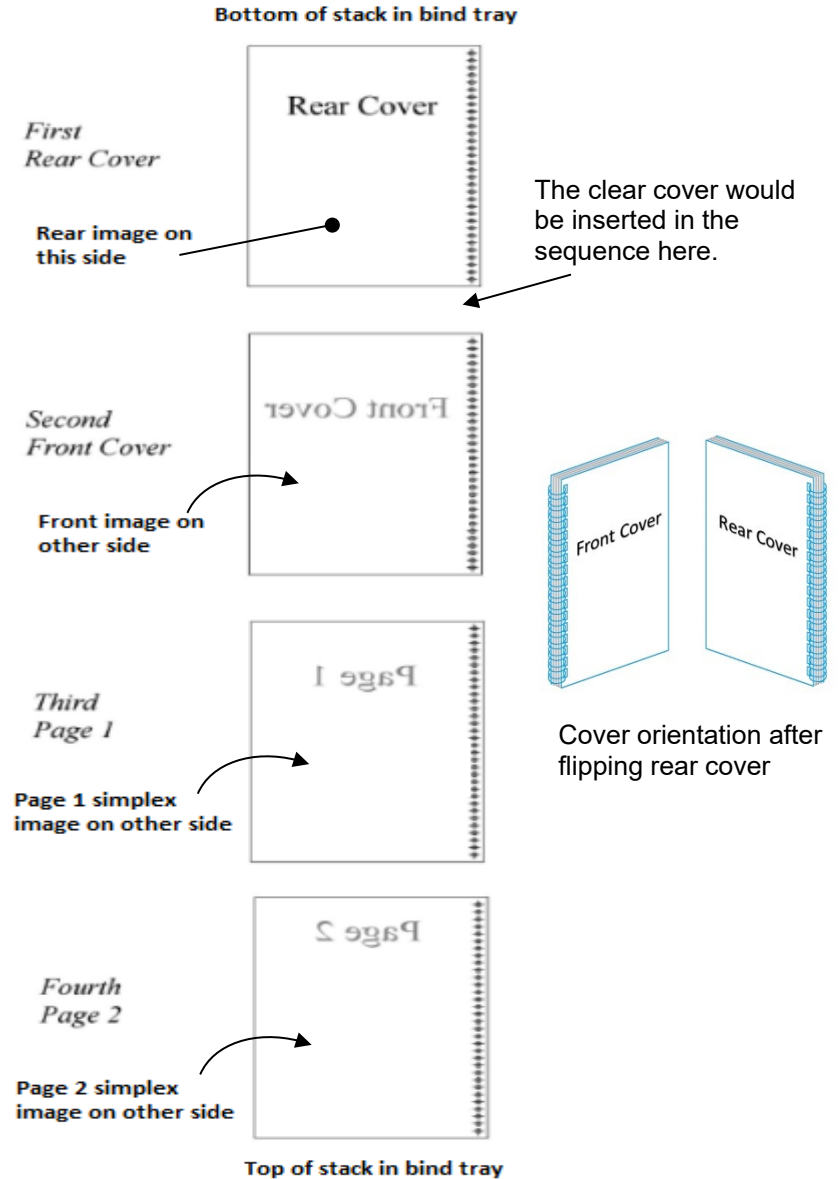 Bottom of stack in bind tray
Rear Cover
First
Rear Cover
Rear image on
this side
The clear cover would
be inserted in the
sequence here.
Front Cover
Second
Front Cover
Front image on
other side
Front Cover
Rear Cover
Page 1
Third
Page 1
Cover orientation after
flipping rear cover
Page 1 simplex
image on other side
Page 2
Fourth
Page 2
Page 2 simplex
image on other side
Top of stack in bind tray